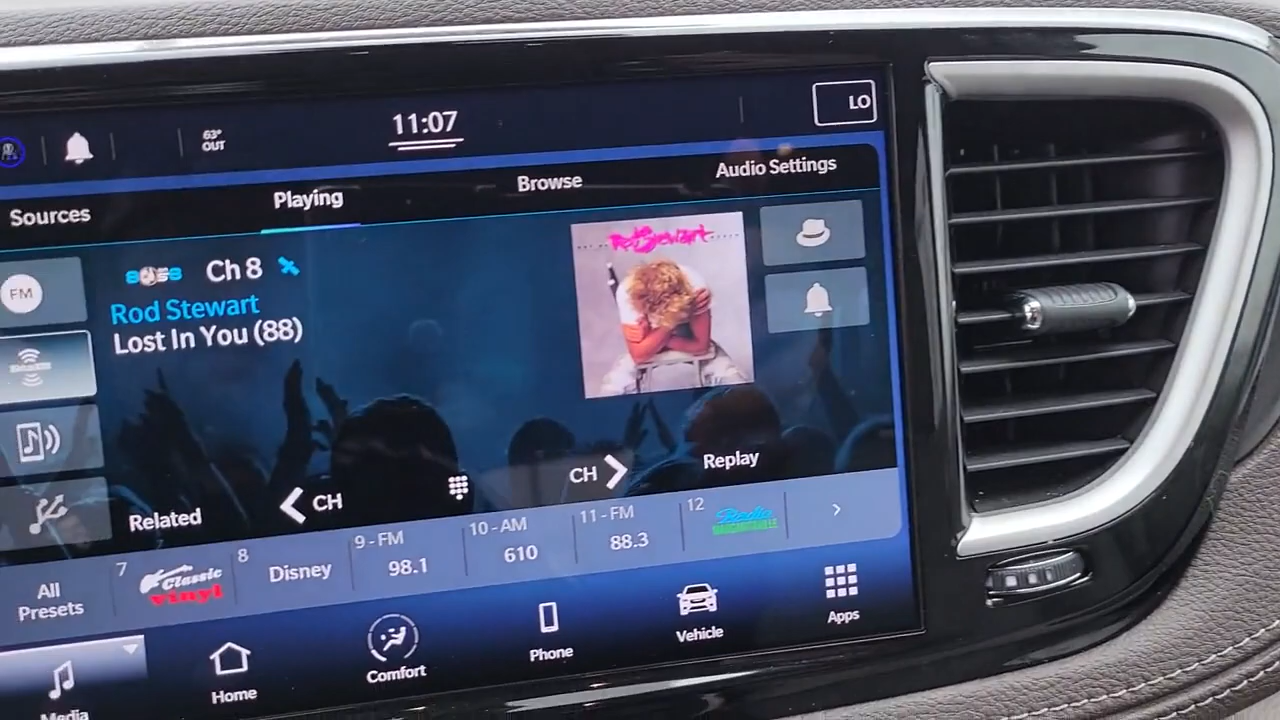 63°
OUT
11:07
LO
Sources
Playing
Browse
Audio Settings
FM
Ch 8
Rod Stewart
Lost In You (88)
Rod Stewart
CH
CH
Replay
Related
All
Presets
7
Classic
vinyl
8
Disney
9 - FM
98.1
10 - AM
610
11 - FM
88.3
12
Radio
MARGARITAVILLE
Media
Home
Comfort
Phone
Vehicle
Apps